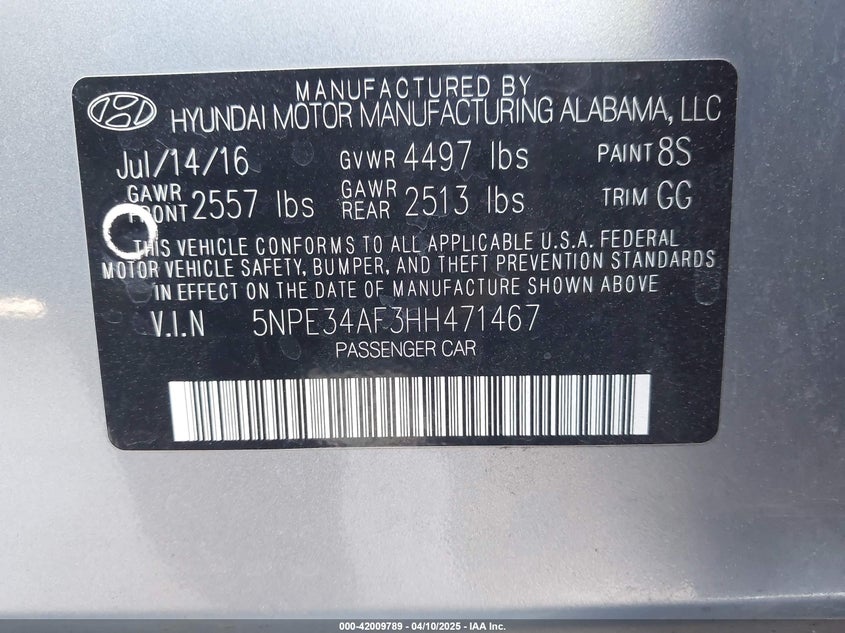 MANUFACTURED BY
HYUNDAI MOTOR MANUFACTURING ALABAMA, LLC
Jul/14/16 GVWR 4497 lbs PAINT 8S
GAWR FRONT 2557 lbs GAWR REAR 2513 lbs TRIM GG
THIS VEHICLE CONFORMS TO ALL APPLICABLE U.S.A. FEDERAL
MOTOR VEHICLE SAFETY, BUMPER, AND THEFT PREVENTION STANDARDS
IN EFFECT ON THE DATE OF MANUFACTURE SHOWN ABOVE
V.I.N 5NPE34AF3HH471467
PASSENGER CAR
000-42009789 - 04/10/2025 - IAA Inc.